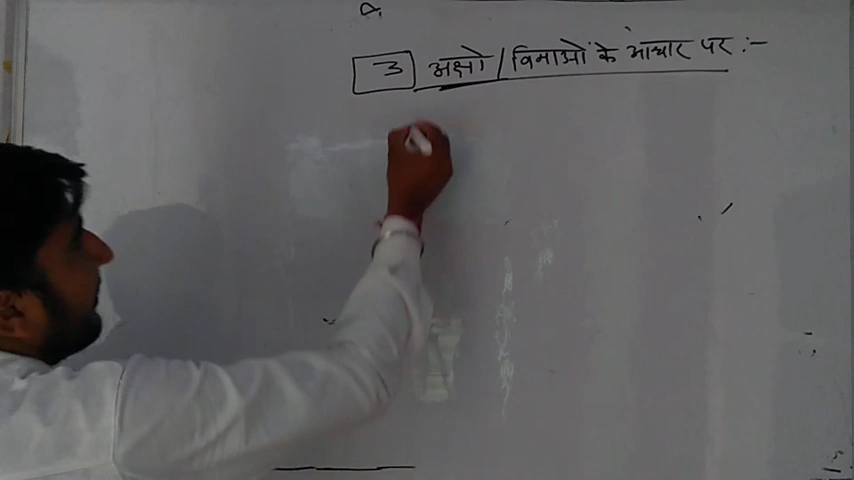 3 अक्षो / विमाओं के आधार पर :-